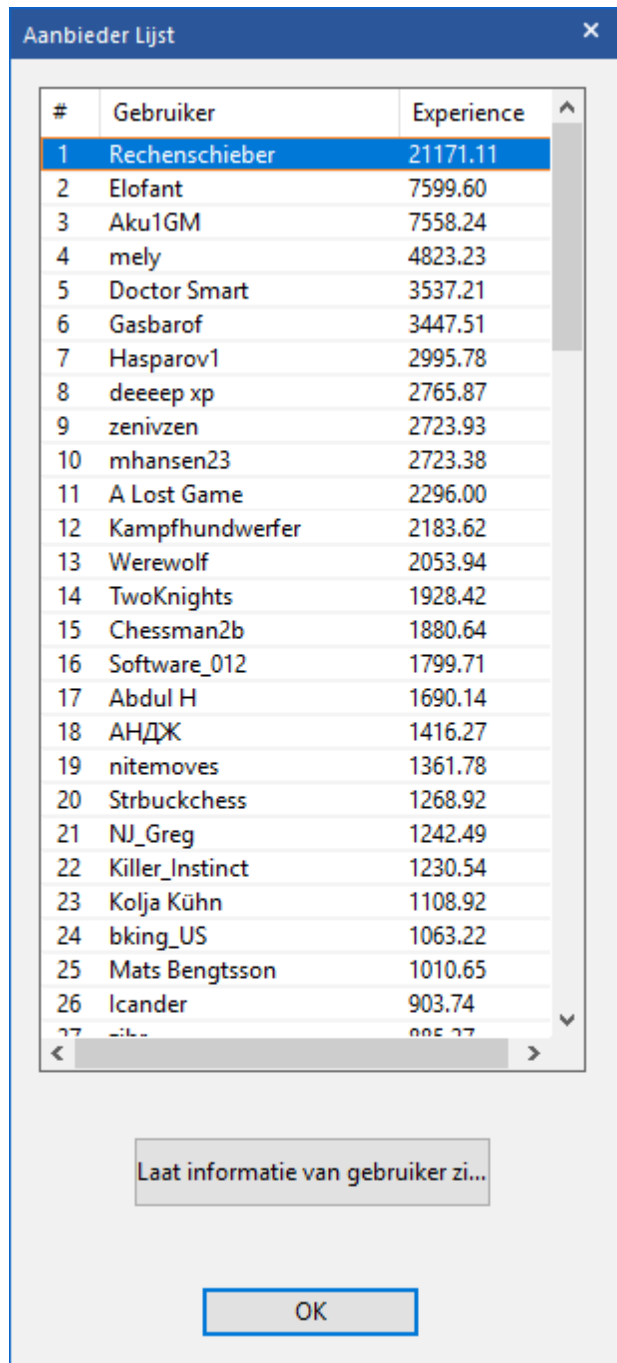 Aanbieder Lijst
# Gebruiker Experience
1 Rechenschieber 21171.11
2 Elofant 7599.60
3 Aku1GM 7558.24
4 mely 4823.23
5 Doctor Smart 3537.21
6 Gasbarof 3447.51
7 Hasparov1 2995.78
8 deeeep xp 2765.87
9 zenivzen 2723.93
10 mhansen23 2723.38
11 A Lost Game 2296.00
12 Kampfhundwerfer 2183.62
13 Werewolf 2053.94
14 TwoKnights 1928.42
15 Chessman2b 1880.64
16 Software_012 1799.71
17 Abdul H 1690.14
18 АНДЖ 1416.27
19 nitemoves 1361.78
20 Strbuckchess 1268.92
21 NJ_Greg 1242.49
22 Killer_Instinct 1230.54
23 Kolja Kühn 1108.92
24 bking_US 1063.22
25 Mats Bengtsson 1010.65
26 Icander 903.74
27
Laat informatie van gebruiker zi...
OK